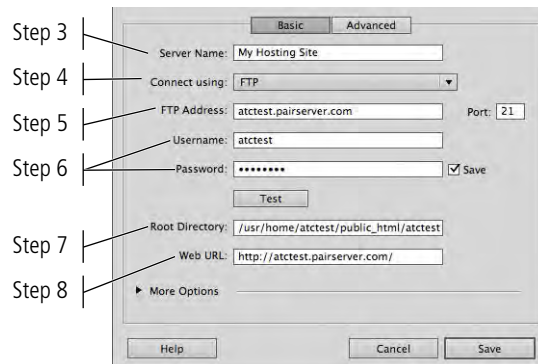 Basic Advanced
Step 3
Server Name: My Hosting Site
Step 4
Connect using: FTP
Step 5
FTP Address: atctest.pairserver.com Port: 21
Username: atctest
Step 6
Password: •••••••• Save
Test
Step 7
Root Directory: /usr/home/atctest/public_html/atctest
Step 8
Web URL: http://atctest.pairserver.com/
More Options
Help Cancel Save